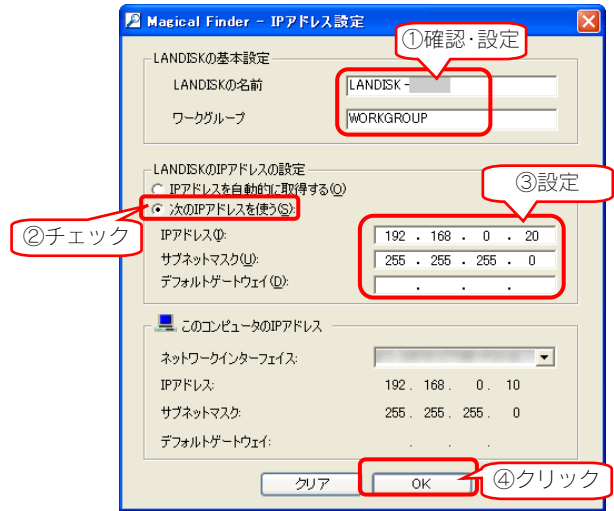 Magical Finder - IPアドレス設定
①確認・設定
LANDISKの基本設定
LANDISKの名前 LANDISK -
ワークグループ WORKGROUP
LANDISKのIPアドレスの設定
IPアドレスを自動的に取得する(O)
③設定
次のIPアドレスを使う(S):
②チェック
IPアドレス(I): 192 . 168 . 0 . 20
サブネットマスク(U): 255 . 255 . 255 . 0
デフォルトゲートウェイ(D): . . .
このコンピュータのIPアドレス
ネットワークインターフェイス:
IPアドレス: 192 . 168 . 0 . 10
サブネットマスク: 255 . 255 . 255 . 0
デフォルトゲートウェイ: . . .
クリア OK ④クリック